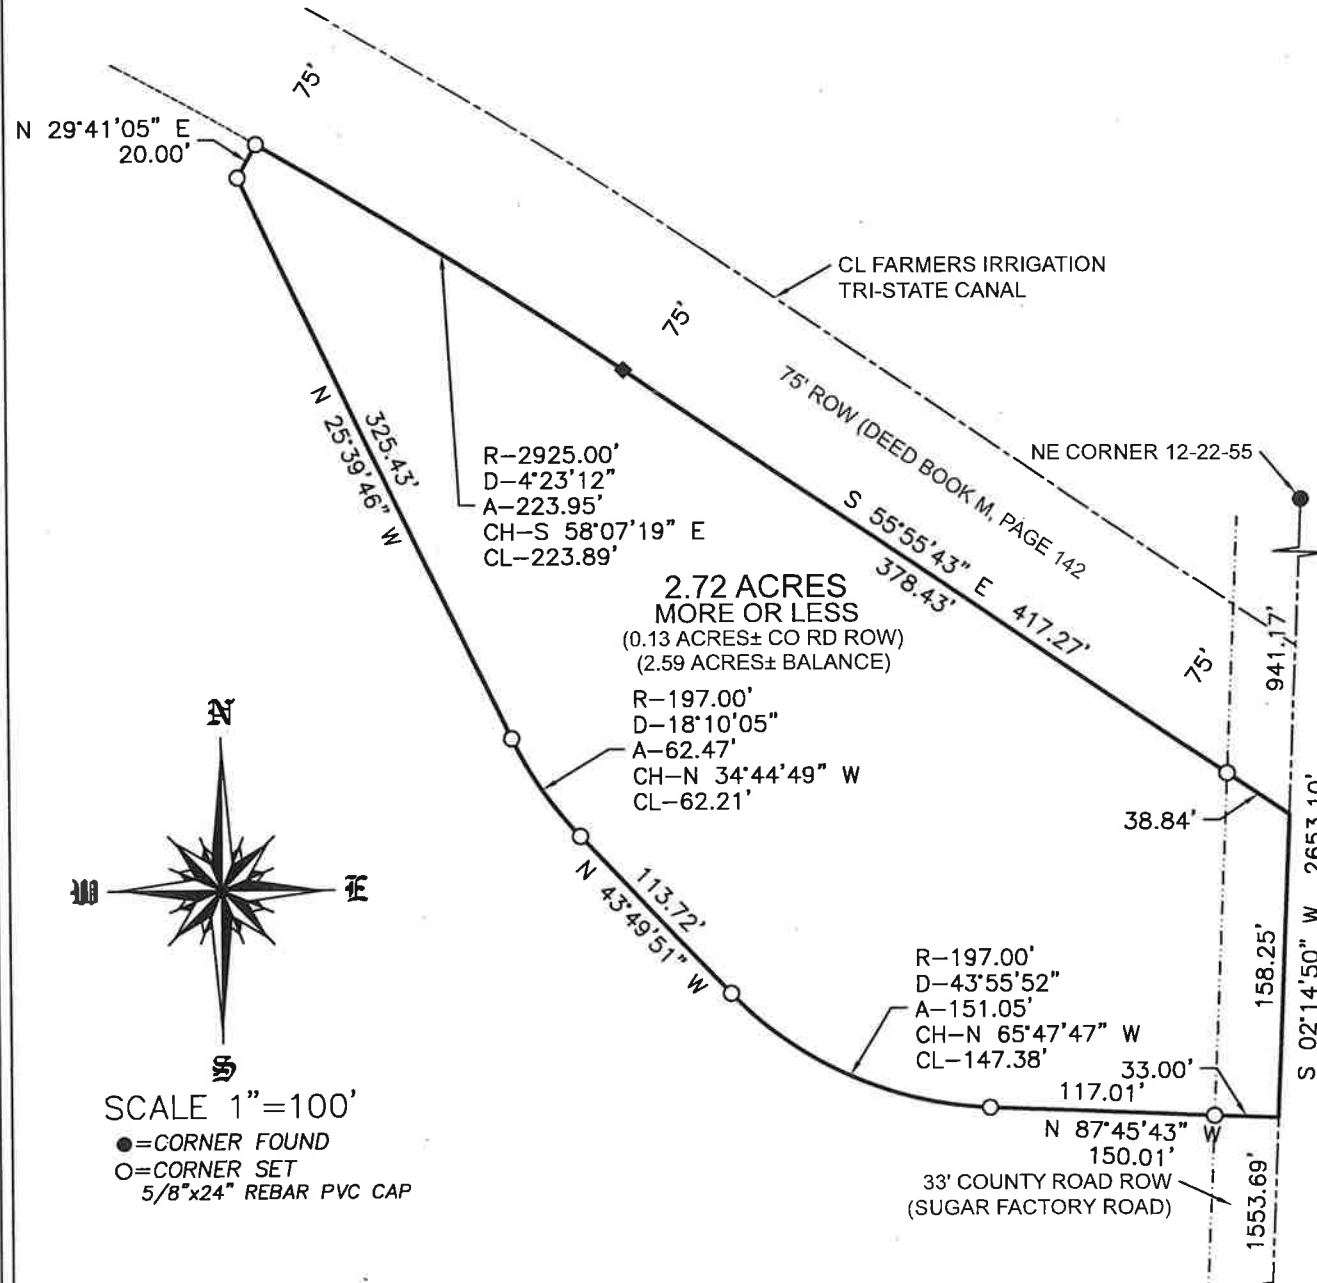 75'
N 29°41'05" E
20.00'
CL FARMERS IRRIGATION
TRI-STATE CANAL
75'
75' ROW (DEED BOOK M, PAGE 142
NE CORNER 12-22-55
325.43'
N 25°39'46" W
R-2925.00'
D-4°23'12"
A-223.95'
CH-S 58°07'19" E
CL-223.89'
S 55°55'43" E 417.27'
378.43'
2.72 ACRES
MORE OR LESS
(0.13 ACRES± CO RD ROW)
(2.59 ACRES± BALANCE)
75'
941.17'
R-197.00'
D-18°10'05"
A-62.47'
CH-N 34°44'49" W
CL-62.21'
38.84'
S 02°14'50" W 2653.10'
N
W
E
S
113.72'
N 43°49'51" W
158.25'
R-197.00'
D-43°55'52"
A-151.05'
CH-N 65°47'47" W
CL-147.38'
33.00'
117.01'
N 87°45'43" W
150.01'
33' COUNTY ROAD ROW
(SUGAR FACTORY ROAD)
1553.69'
SCALE 1"=100'
●=CORNER FOUND
○=CORNER SET
5/8"x24" REBAR PVC CAP